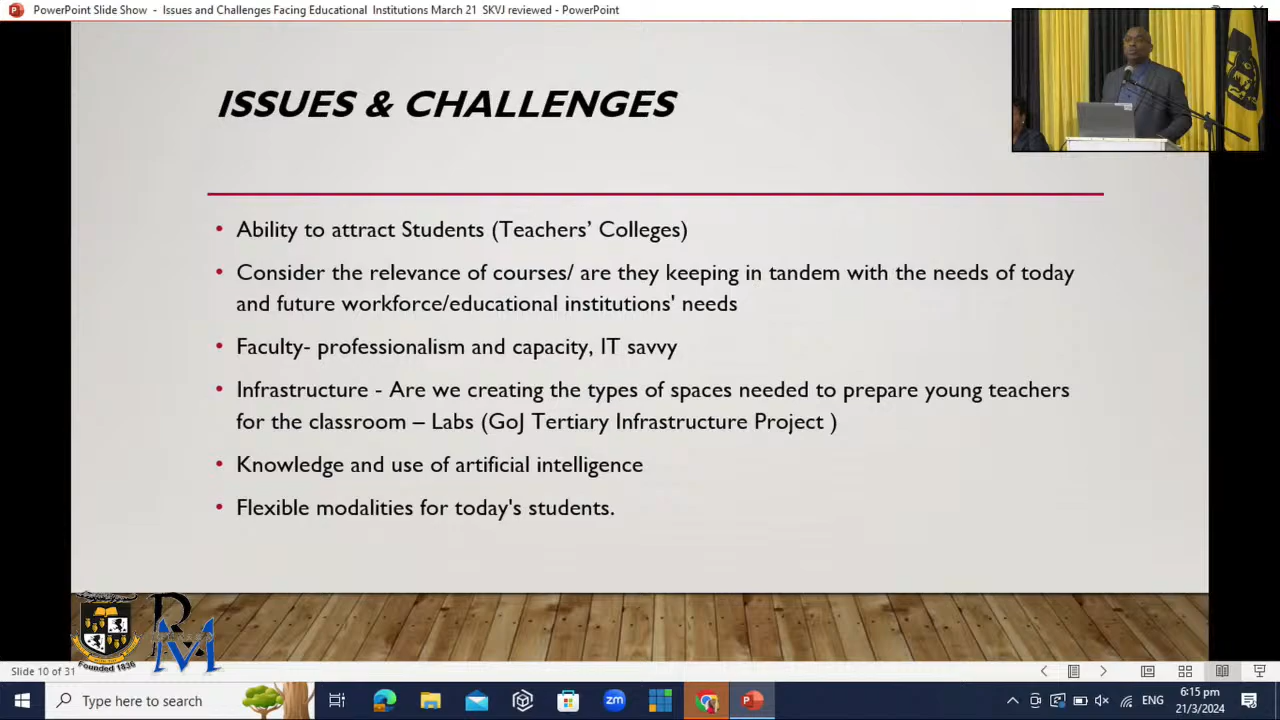 PowerPoint Slide Show - Issues and Challenges Facing Educational Institutions March 21 SKVJ reviewed - PowerPoint
ISSUES & CHALLENGES
• Ability to attract Students (Teachers’ Colleges)
• Consider the relevance of courses/ are they keeping in tandem with the needs of today
and future workforce/educational institutions' needs
• Faculty- professionalism and capacity, IT savvy
• Infrastructure - Are we creating the types of spaces needed to prepare young teachers
for the classroom – Labs (GoJ Tertiary Infrastructure Project )
• Knowledge and use of artificial intelligence
• Flexible modalities for today's students.
Founded 1836
RM
Slide 10 of 31
Type here to search
zm
ENG
6:15 pm
21/3/2024